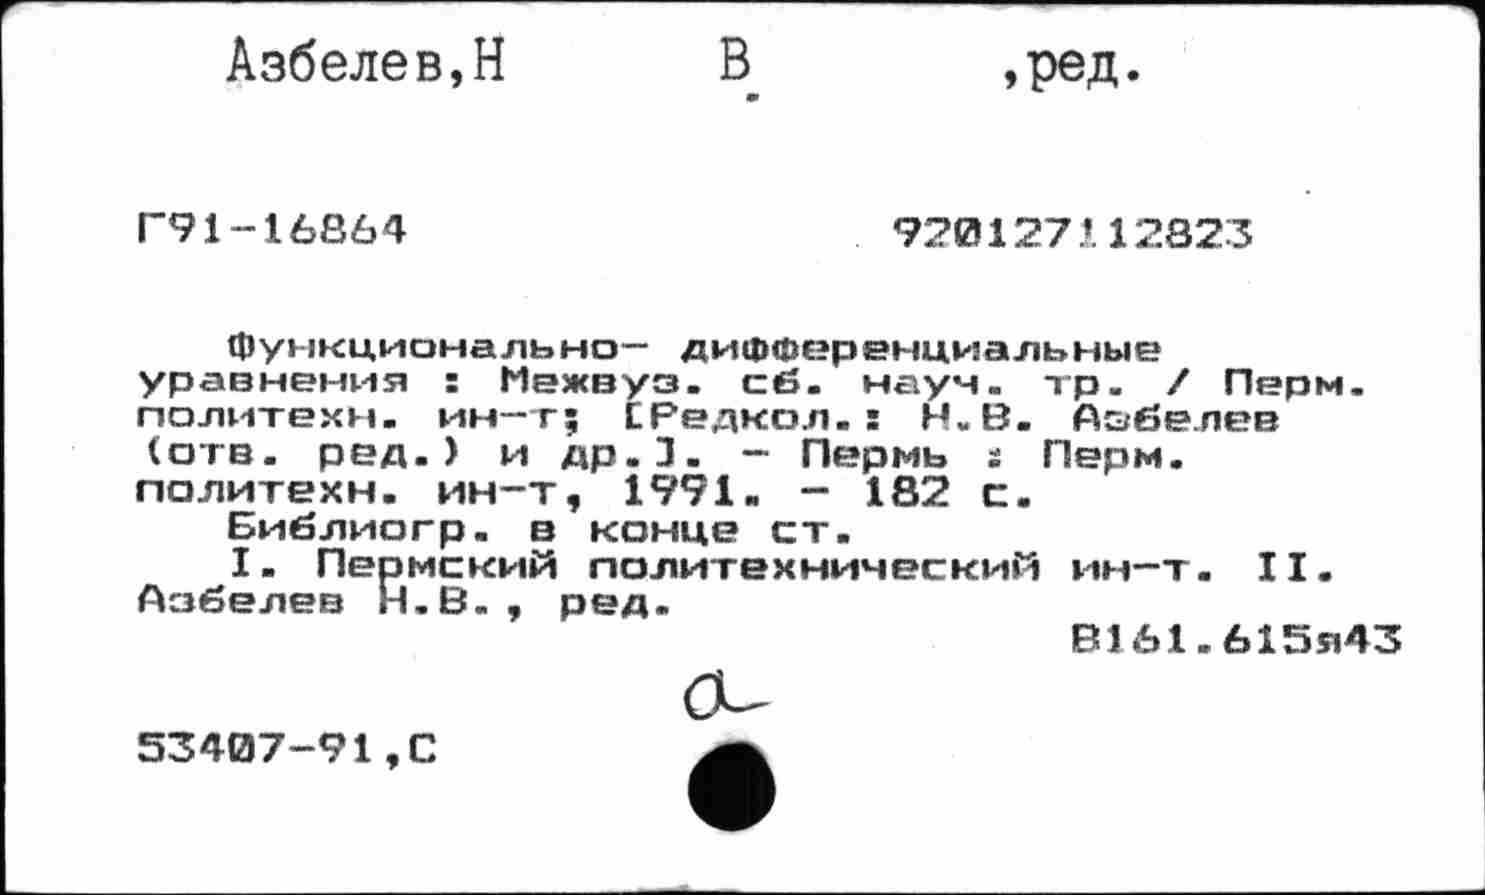 Азбелев,Н В ,ред.
Г91-16864 920127112823
Функционально- дифференциальные
уравнения : Межвуз. сб. науч. тр. / Перм.
политехн. ин-т; [Редкол.: Н.В. Азбелев
(отв. ред.) и др.]. - Пермь : Перм.
политехн. ин-т, 1991. - 182 с.
Библиогр. в конце ст.
I. Пермский политехнический ин-т. II.
Азбелев Н.В., ред.
В161.615я43
а
53407-91,С